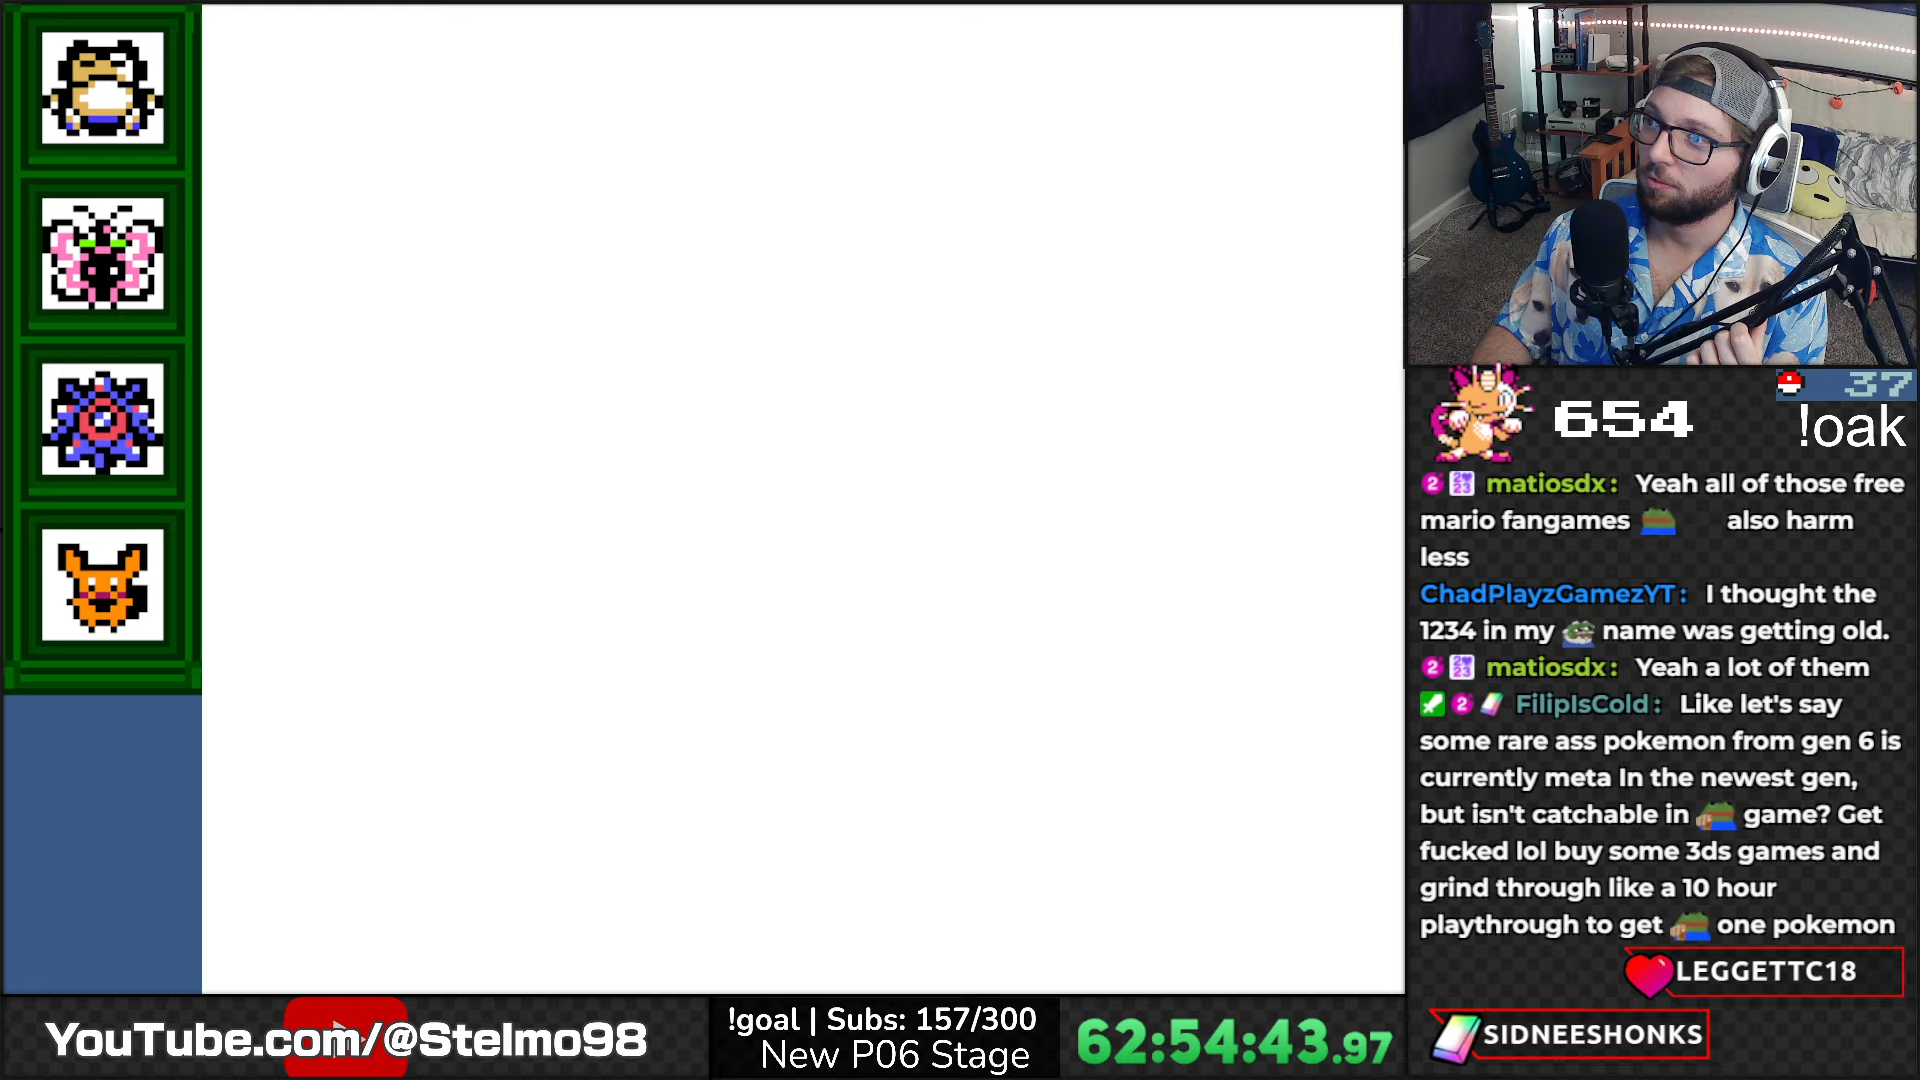 37
654
!oak
2 matiosdx: Yeah all of those free
mario fangames also harm
less
ChadPlayzGamezYT: I thought the
1234 in my name was getting old.
2 matiosdx: Yeah a lot of them
2 FilipIsCold: Like let's say
some rare ass pokemon from gen 6 is
currently meta In the newest gen,
but isn't catchable in game? Get
fucked lol buy some 3ds games and
grind through like a 10 hour
playthrough to get one pokemon
LEGGETTC18
SIDNEESHONKS
YouTube.com/@Stelmo98
!goal | Subs: 157/300
New P06 Stage
62:54:43.97